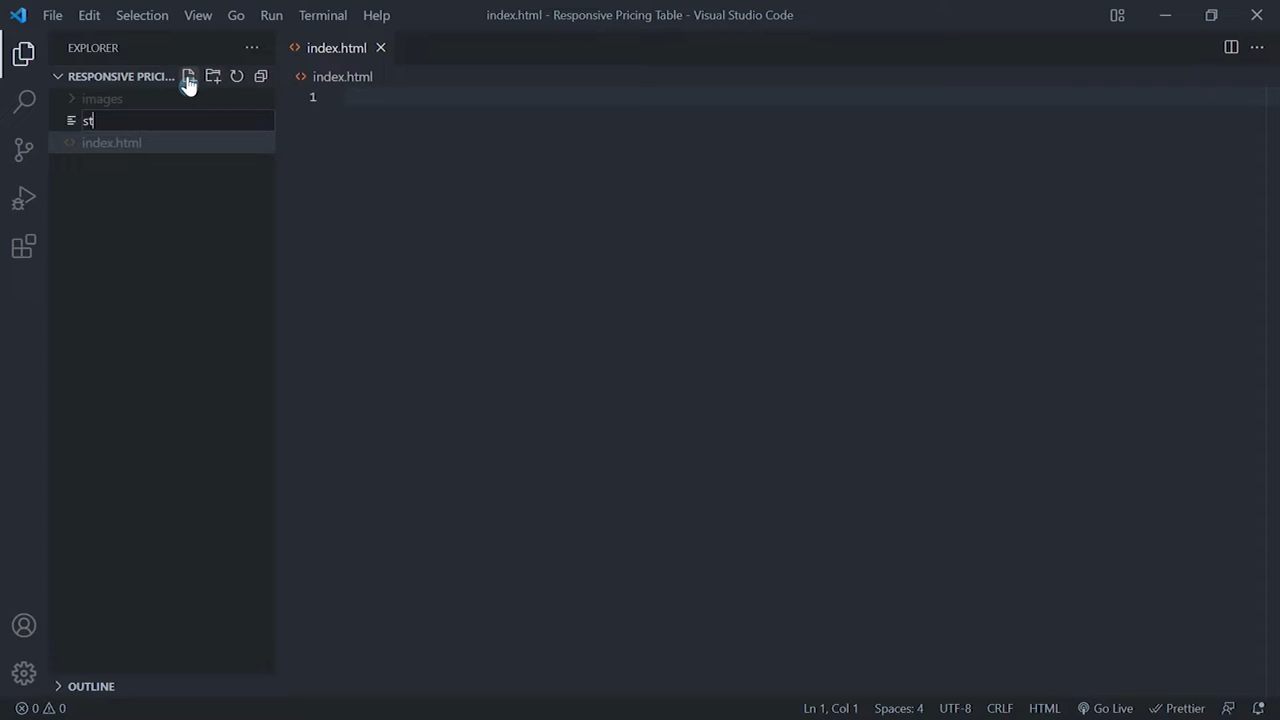 File Edit Selection View Go Run Terminal Help
index.html - Responsive Pricing Table - Visual Studio Code
EXPLORER
index.html
RESPONSIVE PRICI...
index.html
images
1
st
index.html
OUTLINE
0 0
Ln 1, Col 1 Spaces: 4 UTF-8 CRLF HTML Go Live Prettier